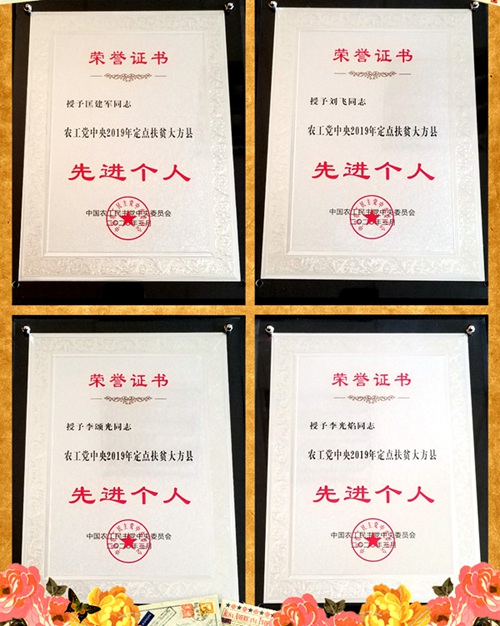 荣誉证书
授予匡建军同志
农工党中央2019年定点扶贫大方县
先进个人
中国农工民主党中央委员会
荣誉证书
授予刘飞同志
农工党中央2019年定点扶贫大方县
先进个人
中国农工民主党中央委员会
荣誉证书
授予李颂光同志
农工党中央2019年定点扶贫大方县
先进个人
中国农工民主党中央委员会
荣誉证书
授予李光焰同志
农工党中央2019年定点扶贫大方县
先进个人
中国农工民主党中央委员会